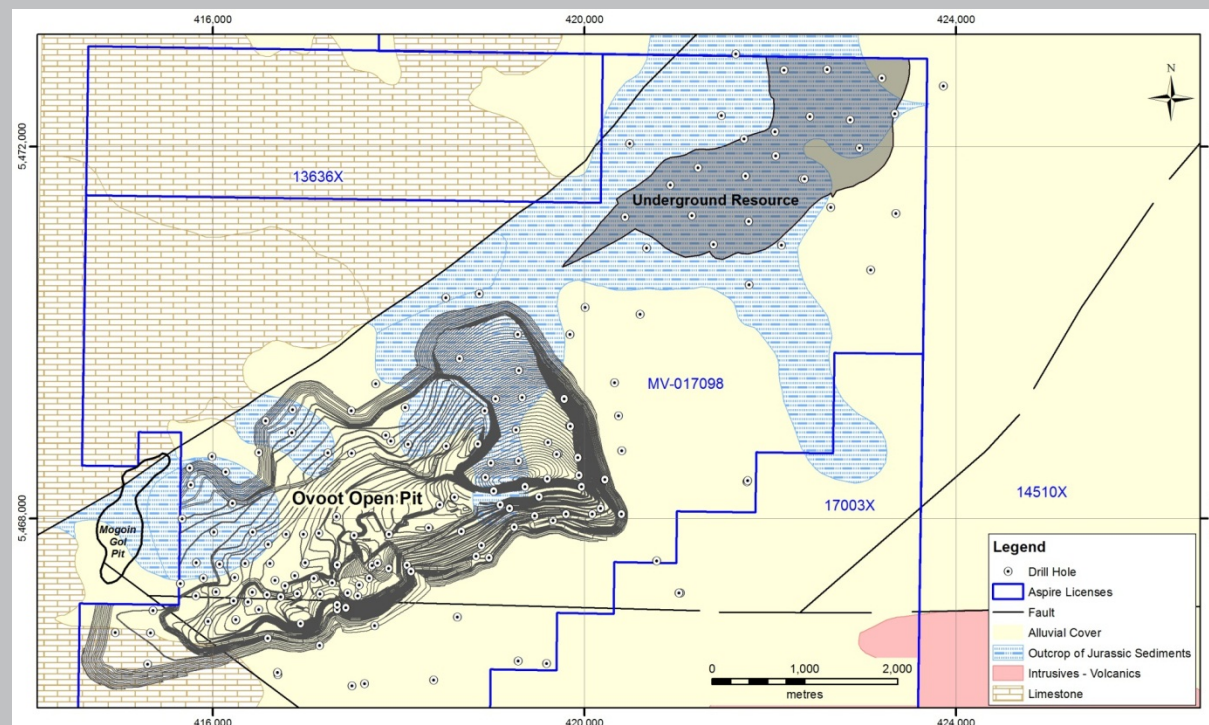 416,000
420,000
424,000
N
5,472,000
13636X
Underground Resource
MV-017098
Ovoot Open Pit
5,468,000
Mogoin
Gol
Pit
17003X
14510X
Legend
Drill Hole
Aspire Licenses
Fault
Alluvial Cover
Outcrop of Jurassic Sediments
Intrusives - Volcanics
Limestone
0 1,000 2,000
metres
416,000
420,000
424,000